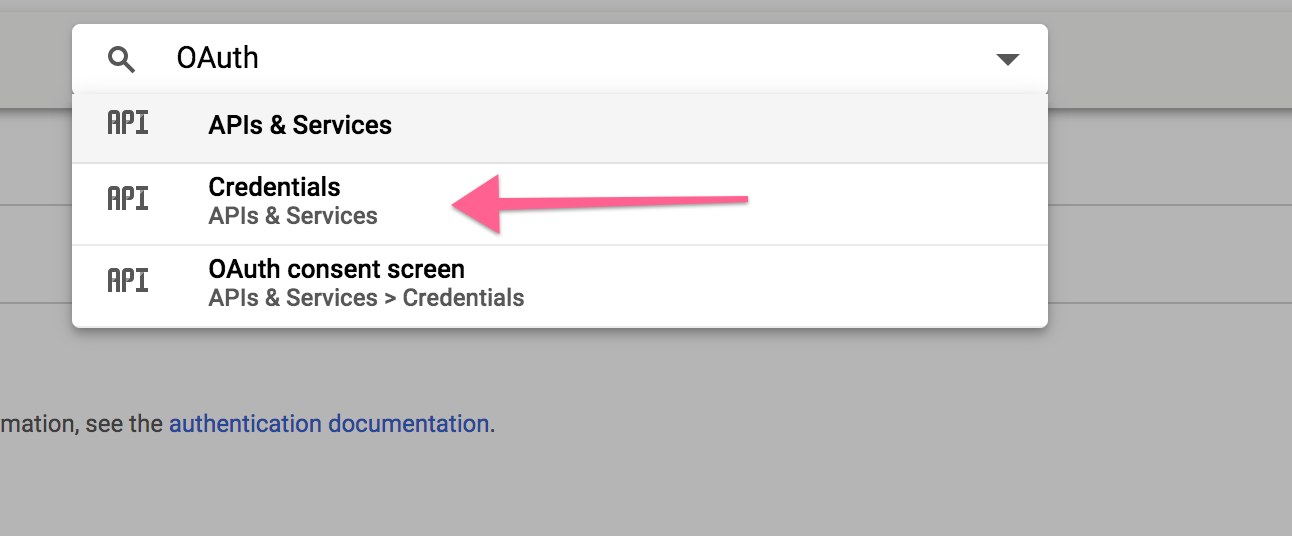 OAuth
API APIs & Services
API Credentials
APIs & Services
API OAuth consent screen
APIs & Services > Credentials
mation, see the authentication documentation.